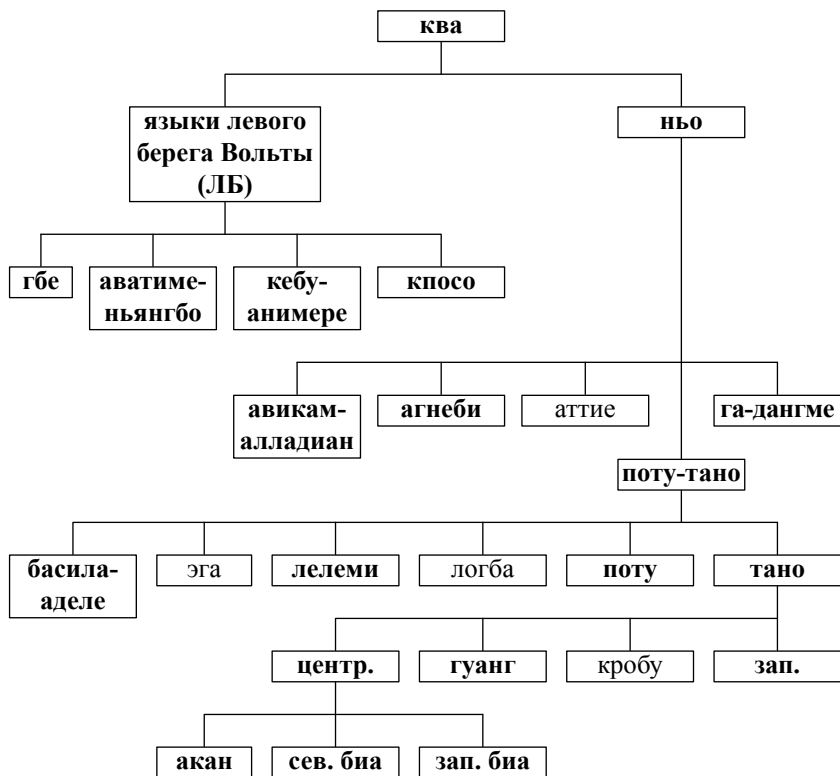 ква
языки левого
берега Вольты
(ЛБ)
ньо
гбе
аватиме-
ньянгбо
кебу-
анимере
кпосо
авикам-
алладиан
агнеби
аттие
га-дангме
поту-тано
басила-
аделе
эга
лелеми
логба
поту
тано
центр.
гуанг
кробу
зап.
акан
сев. биа
зап. биа